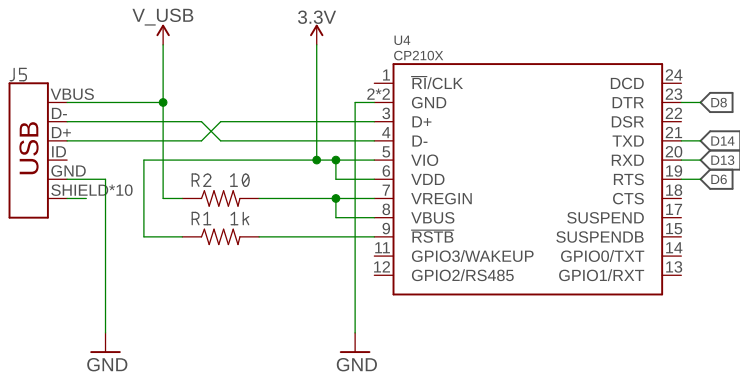 V_USB
3.3V
J5
USB
VBUS
D-
D+
ID
GND
SHIELD*10
GND
R2 10
R1 1k
GND
U4
CP210X
1 RI/CLK DCD 24
2*2 GND DTR 23 D8
3 D+ DSR 22
4 D- TXD 21 D14
5 VIO RXD 20 D13
6 VDD RTS 19 D6
7 VREGIN CTS 18
8 VBUS SUSPEND 17
9 RSTB SUSPENDB 15
11 GPIO3/WAKEUP GPIO0/TXT 14
12 GPIO2/RS485 GPIO1/RXT 13